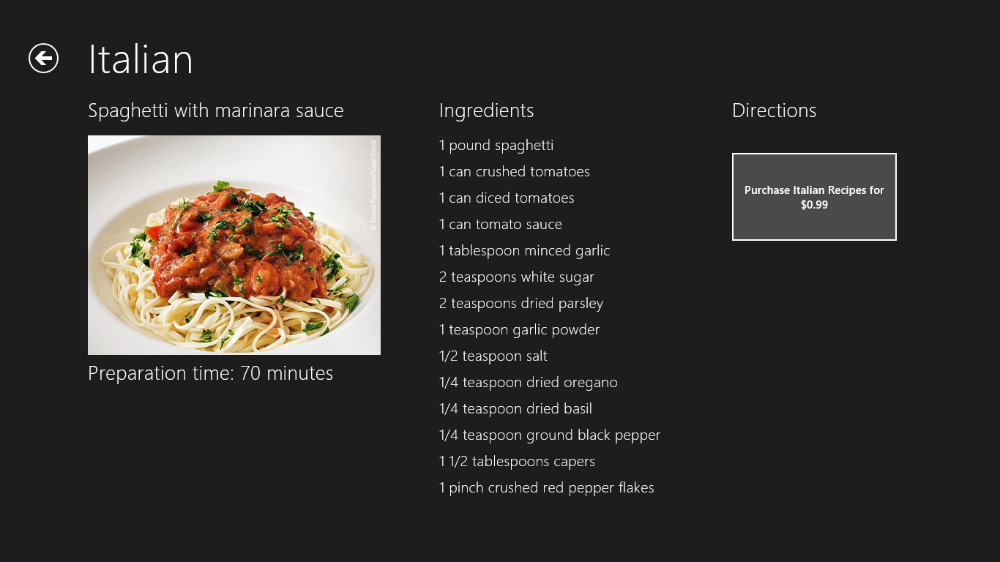 Italian
Spaghetti with marinara sauce
© David Papazian/SuperStock
Preparation time: 70 minutes
Ingredients
1 pound spaghetti
1 can crushed tomatoes
1 can diced tomatoes
1 can tomato sauce
1 tablespoon minced garlic
2 teaspoons white sugar
2 teaspoons dried parsley
1 teaspoon garlic powder
1/2 teaspoon salt
1/4 teaspoon dried oregano
1/4 teaspoon dried basil
1/4 teaspoon ground black pepper
1 1/2 tablespoons capers
1 pinch crushed red pepper flakes
Directions
Purchase Italian Recipes for
$0.99